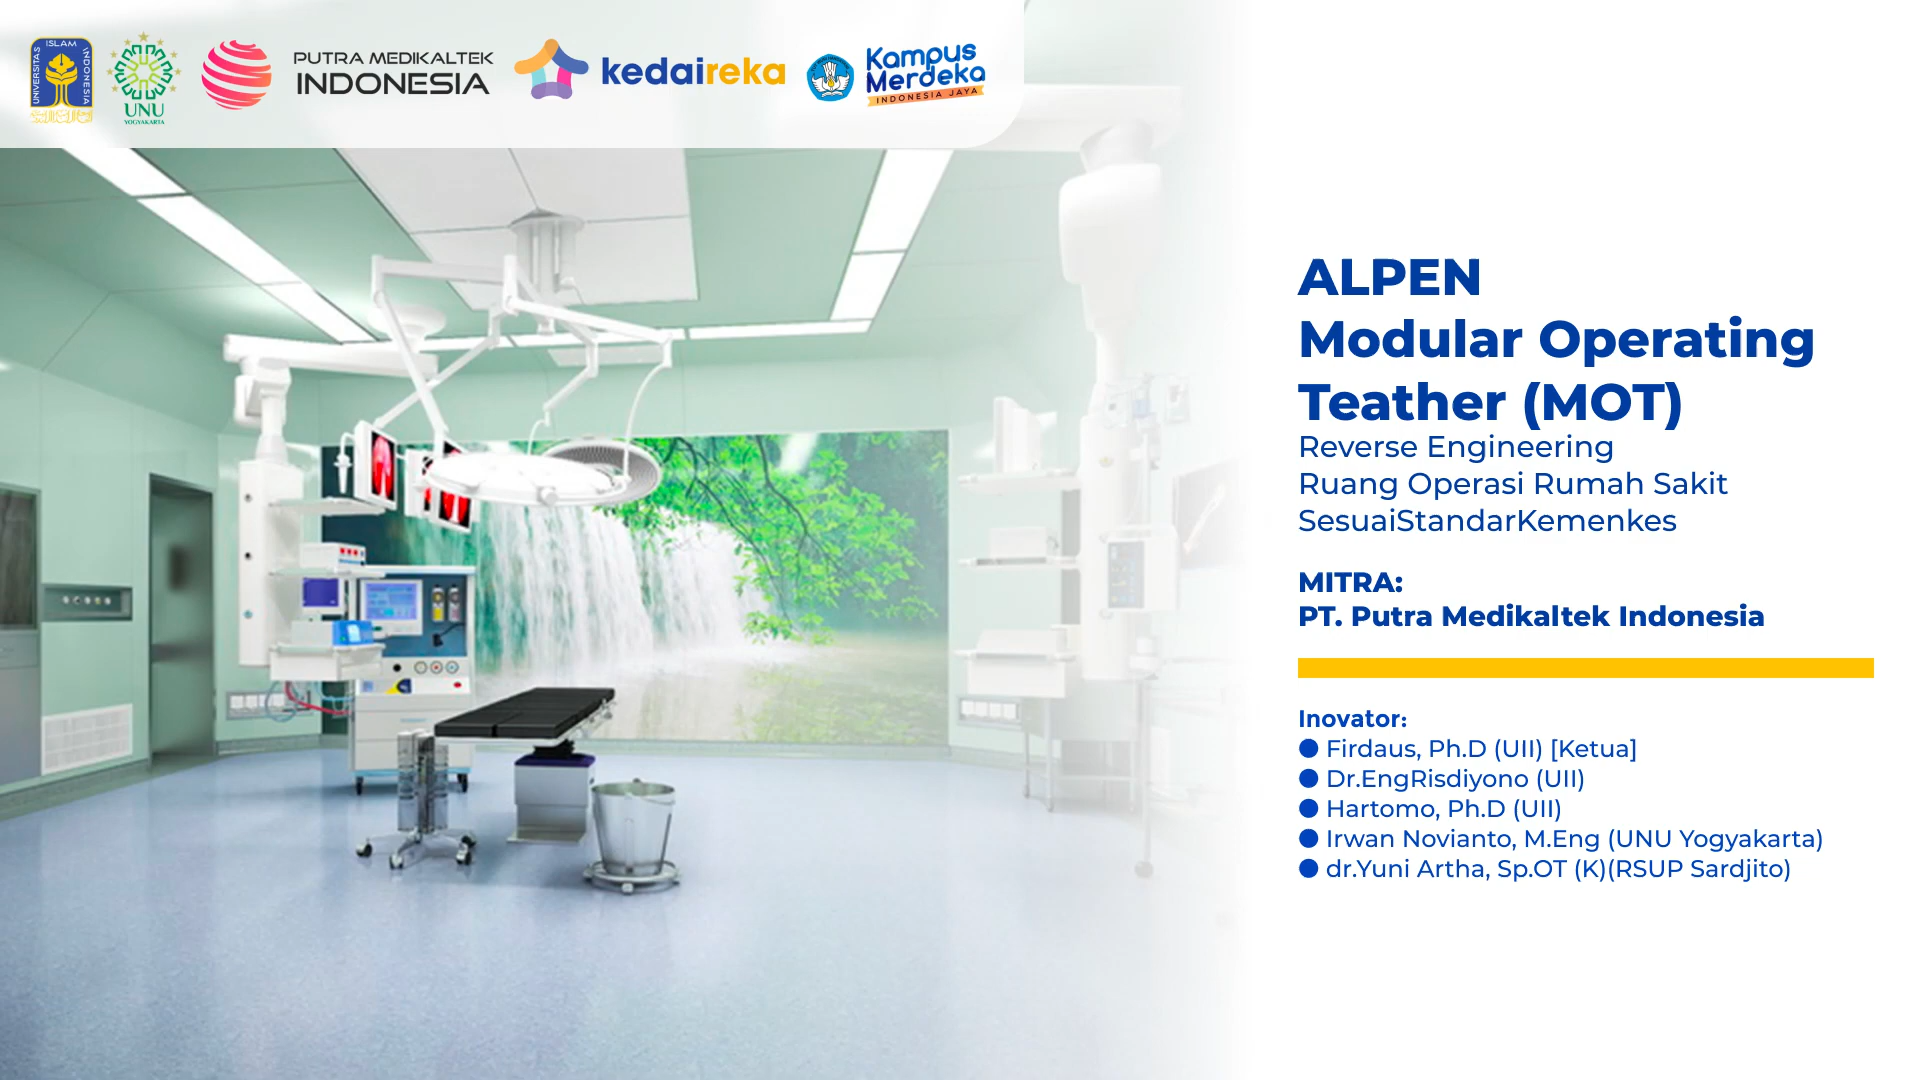 UNIVERSITAS ISLAM INDONESIA
UNU
YOGYAKARTA
PUTRA MEDIKALTEK
INDONESIA
kedaireka
Kampus
Merdeka
INDONESIA JAYA
ALPEN
Modular Operating
Teather (MOT)
Reverse Engineering
Ruang Operasi Rumah Sakit
SesuaiStandarKemenkes
MITRA:
PT. Putra Medikaltek Indonesia
Inovator:
● Firdaus, Ph.D (UII) [Ketua]
● Dr.EngRisdiyono (UII)
● Hartomo, Ph.D (UII)
● Irwan Novianto, M.Eng (UNU Yogyakarta)
● dr.Yuni Artha, Sp.OT (K)(RSUP Sardjito)